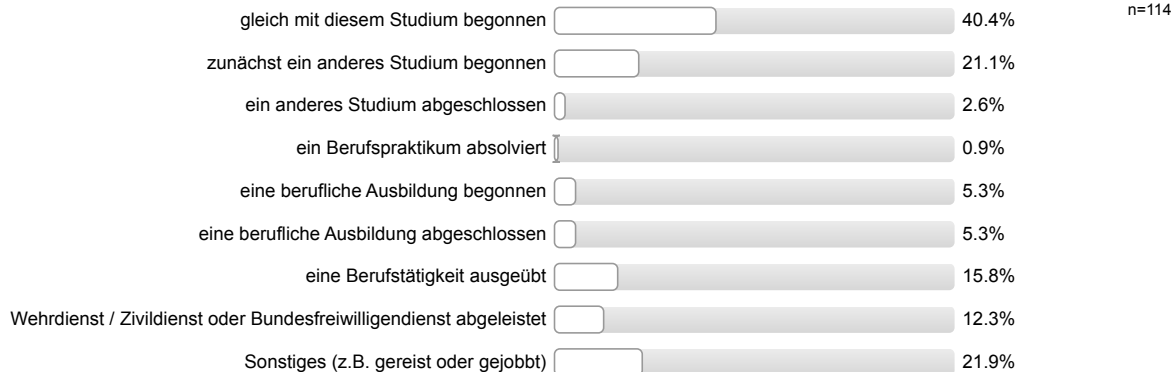 gleich mit diesem Studium begonnen 40.4% n=114
zunächst ein anderes Studium begonnen 21.1%
ein anderes Studium abgeschlossen 2.6%
ein Berufspraktikum absolviert 0.9%
eine berufliche Ausbildung begonnen 5.3%
eine berufliche Ausbildung abgeschlossen 5.3%
eine Berufstätigkeit ausgeübt 15.8%
Wehrdienst / Zivildienst oder Bundesfreiwilligendienst abgeleistet 12.3%
Sonstiges (z.B. gereist oder gejobbt) 21.9%